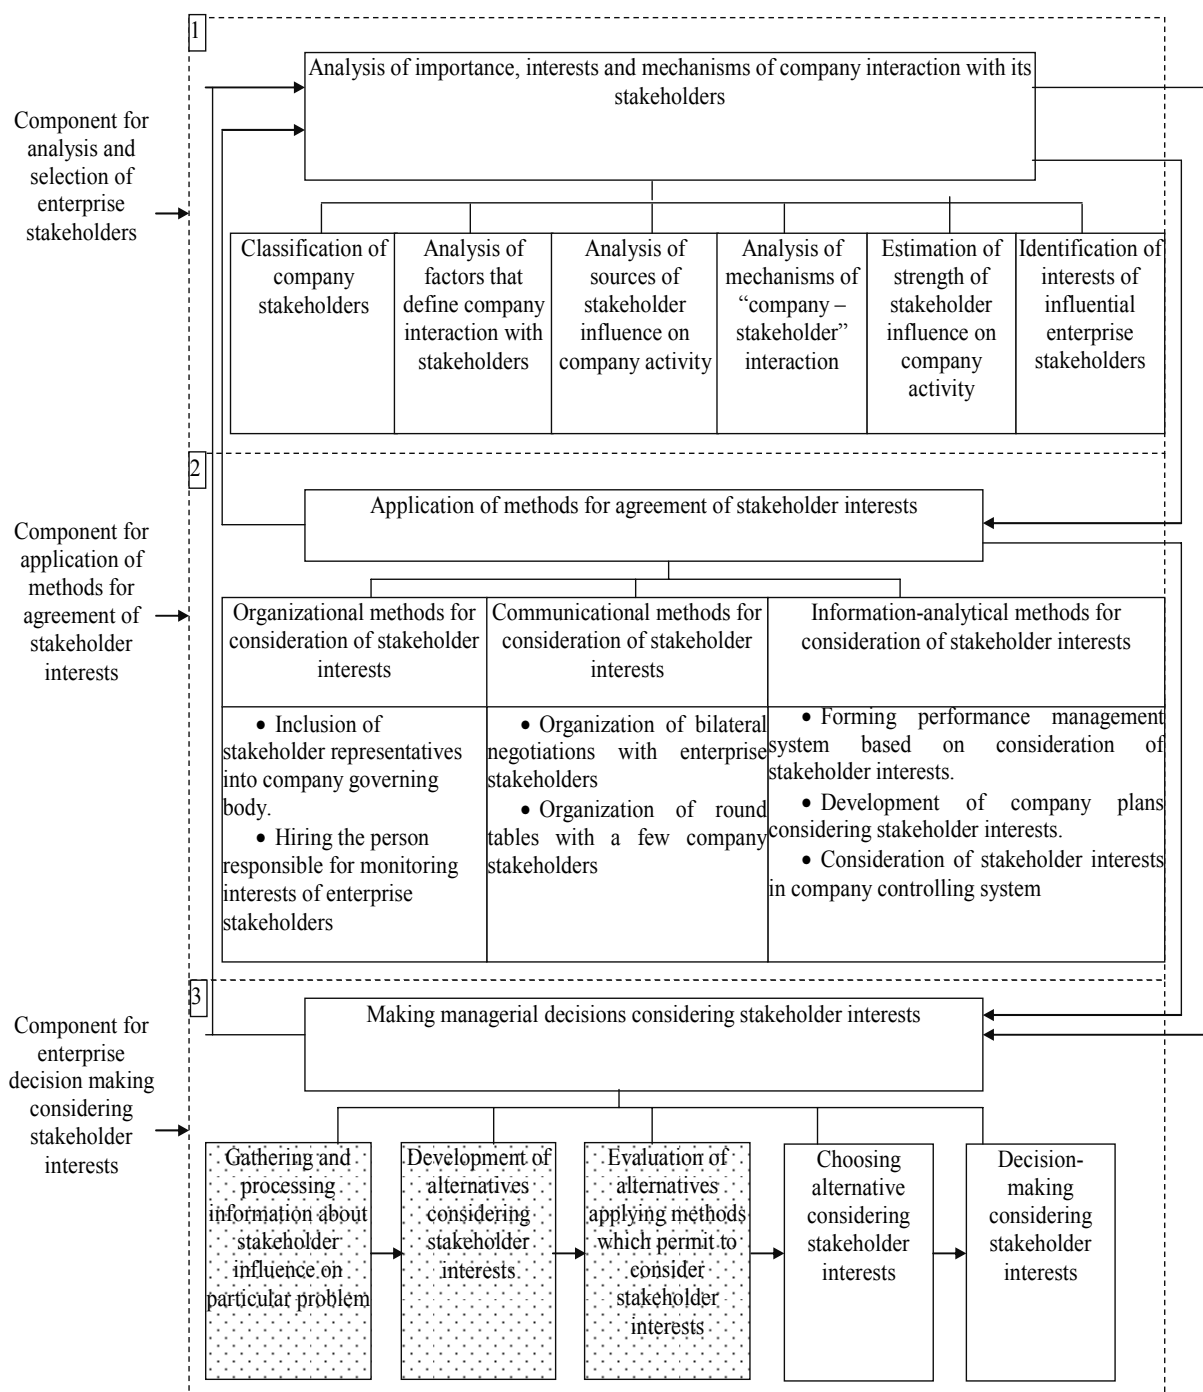 1
Analysis of importance, interests and mechanisms of company interaction with its
stakeholders
Component for
analysis and
selection of
enterprise
stakeholders
Classification of
company
stakeholders
Analysis of
factors that
define company
interaction with
stakeholders
Analysis of
sources of
stakeholder
influence on
company activity
Analysis of
mechanisms of
“company –
stakeholder”
interaction
Estimation of
strength of
stakeholder
influence on
company
activity
Identification of
interests of
influential
enterprise
stakeholders
2
Application of methods for agreement of stakeholder interests
Component for
application of
methods for
agreement of
stakeholder
interests
Organizational methods for
consideration of stakeholder
interests
Communicational methods for
consideration of stakeholder
interests
Information-analytical methods for
consideration of stakeholder interests
• Inclusion of
stakeholder representatives
into company governing
body.
• Hiring the person
responsible for monitoring
interests of enterprise
stakeholders
• Organization of bilateral
negotiations with enterprise
stakeholders
• Organization of round
tables with a few company
stakeholders
• Forming performance management
system based on consideration of
stakeholder interests.
• Development of company plans
considering stakeholder interests.
• Consideration of stakeholder interests
in company controlling system
3
Making managerial decisions considering stakeholder interests
Component for
enterprise
decision making
considering
stakeholder
interests
Gathering and
processing
information about
stakeholder
influence on
particular problem
Development of
alternatives
considering
stakeholder
interests
Evaluation of
alternatives
applying methods
which permit to
consider
stakeholder
interests
Choosing
alternative
considering
stakeholder
interests
Decision-
making
considering
stakeholder
interests